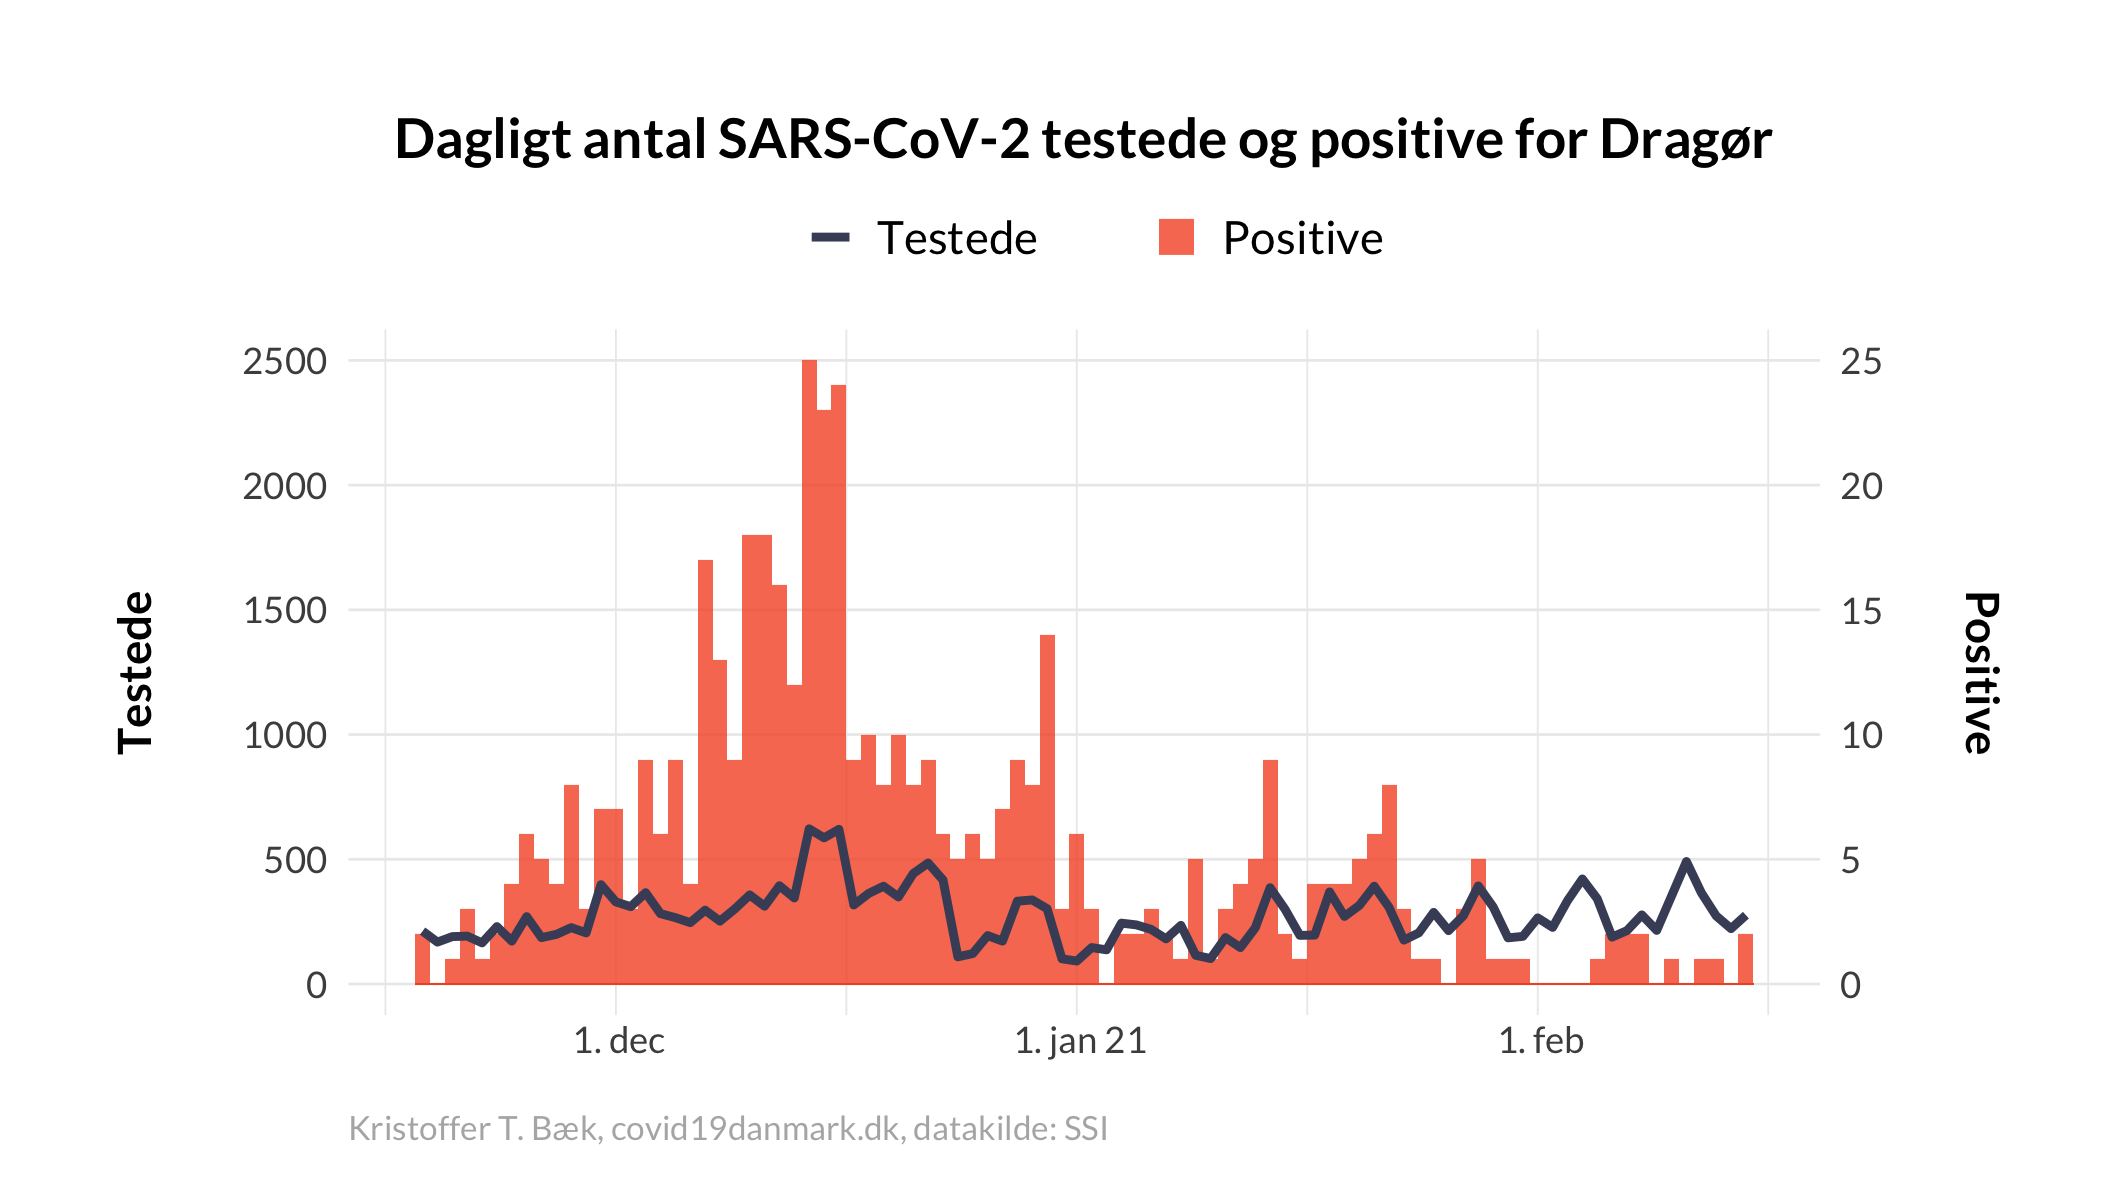 Dagligt antal SARS-CoV-2 testede og positive for Dragør
Testede Positive
2500 25
2000 20
1500 15
1000 10
500 5
0 0
Testede
Positive
1. dec 1. jan 21 1. feb
Kristoffer T. Bæk, covid19danmark.dk, datakilde: SSI